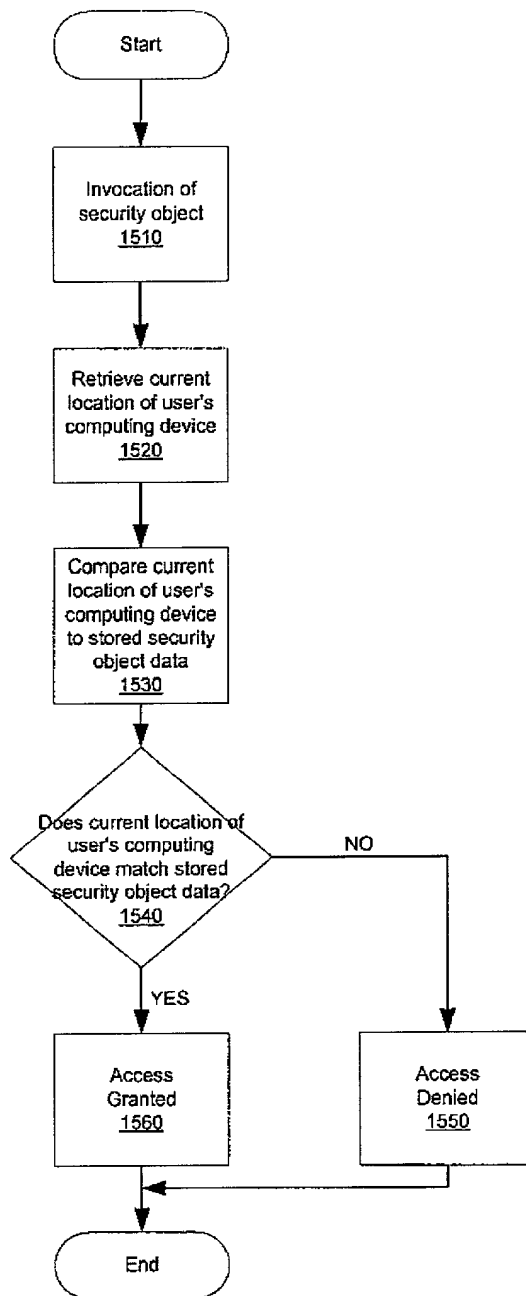 Start
Invocation of
security object
1510
Retrieve current
location of user's
computing device
1520
Compare current
location of user's
computing device
to stored security
object data
1530
Does current location of
user's computing
device match stored
security object data?
1540
NO
YES
Access
Granted
1560
Access
Denied
1550
End